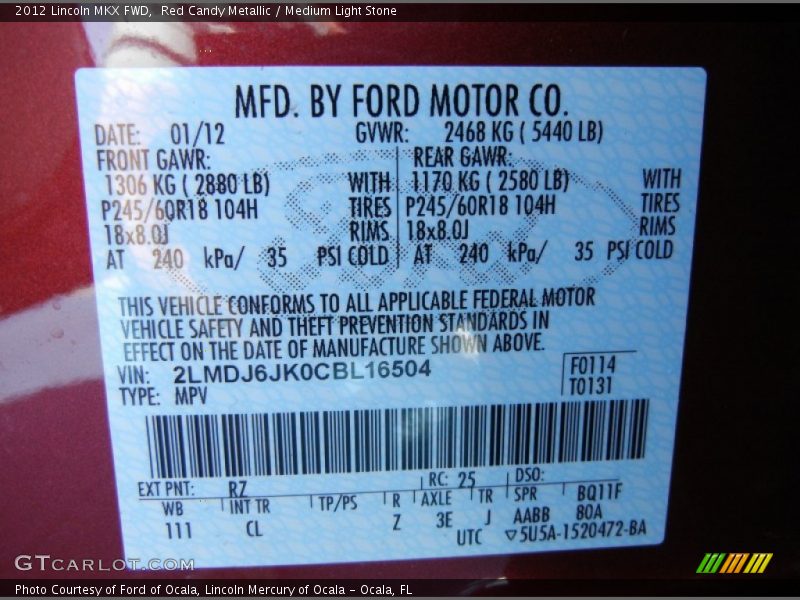 2012 Lincoln MKX FWD, Red Candy Metallic / Medium Light Stone
MFD. BY FORD MOTOR CO.
DATE: 01/12 GVWR: 2468 KG ( 5440 LB)
FRONT GAWR: REAR GAWR:
1306 KG ( 2880 LB) WITH 1170 KG ( 2580 LB) WITH
P245/60R18 104H TIRES P245/60R18 104H TIRES
18x8.0J RIMS 18x8.0J RIMS
AT 240 kPa/ 35 PSI COLD AT 240 kPa/ 35 PSI COLD
THIS VEHICLE CONFORMS TO ALL APPLICABLE FEDERAL MOTOR
VEHICLE SAFETY AND THEFT PREVENTION STANDARDS IN
EFFECT ON THE DATE OF MANUFACTURE SHOWN ABOVE.
VIN: 2LMDJ6JK0CBL16504 F0114
TYPE: MPV T0131
EXT PNT: RZ RC: 25 DSO:
WB INT TR TP/PS R AXLE TR SPR BQ11F
111 CL Z 3E J AABB 80A
UTC ▽5U5A-1520472-BA
GTCARLOT.COM
Photo Courtesy of Ford of Ocala, Lincoln Mercury of Ocala - Ocala, FL